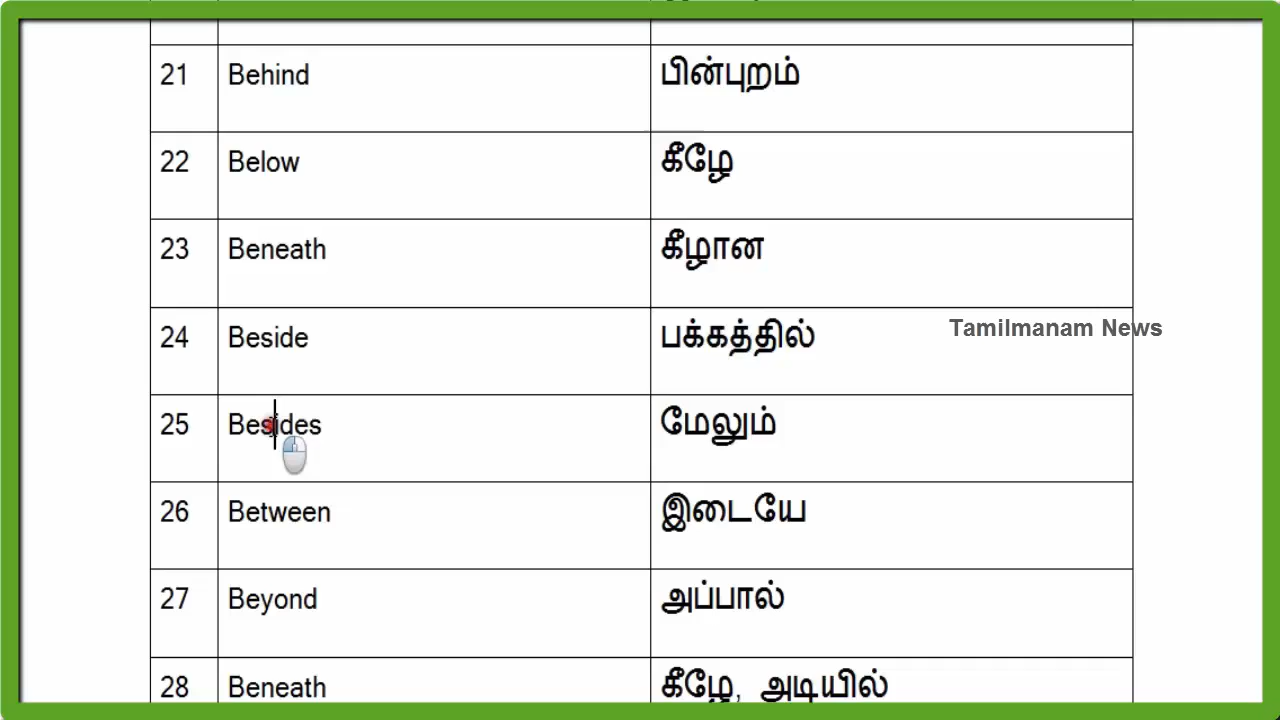 21 Behind பின்புறம்
22 Below கீழே
23 Beneath கீழான
24 Beside பக்கத்தில்
Tamilmanam News
25 Besides மேலும்
26 Between இடையே
27 Beyond அப்பால்
28 Beneath கீழே, அடியில்